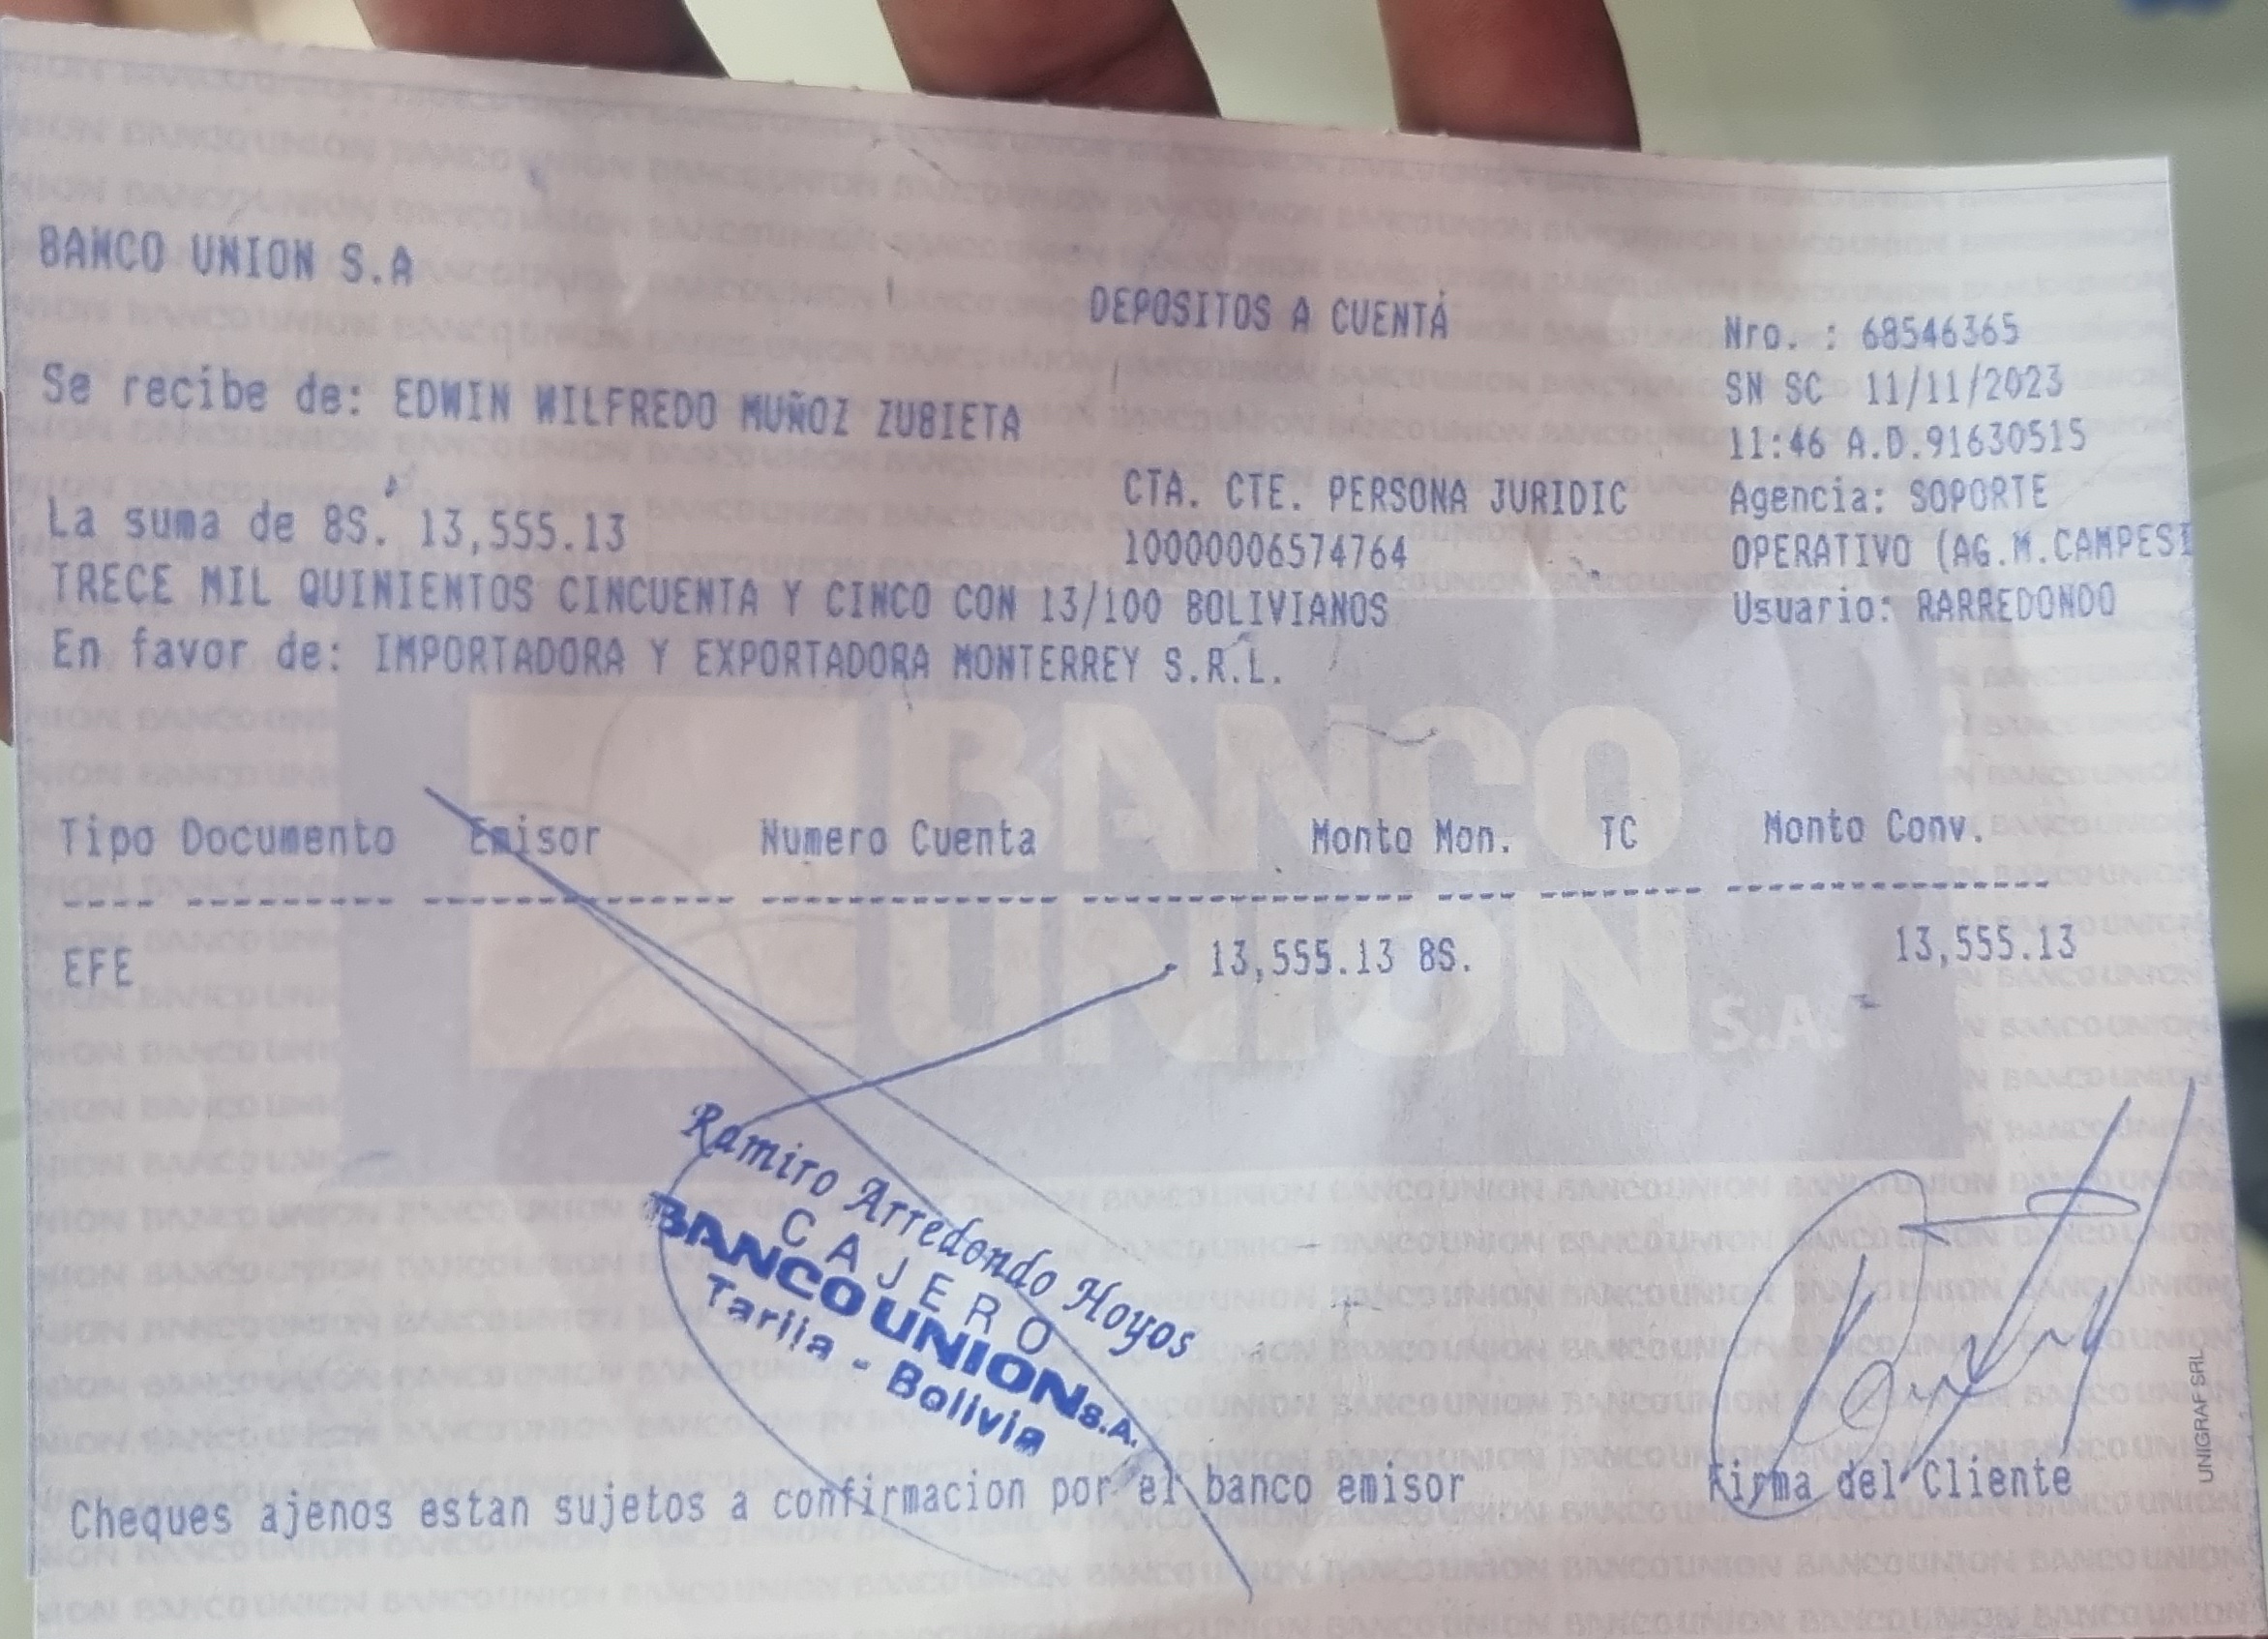 BANCO UNION S.A
DEPOSITOS A CUENTA
Nro. : 68546365
SN SC 11/11/2023
Se recibe de: EDWIN WILFREDO MUÑOZ ZUBIETA
11:46 A.D.91630515
CTA. CTE. PERSONA JURIDIC
Agencia: SOPORTE
La suma de BS. 13,555.13
10000006574764
OPERATIVO (AG.M.CAMPESI
TRECE MIL QUINIENTOS CINCUENTA Y CINCO CON 13/100 BOLIVIANOS
Usuario: RARREDONDO
En favor de: IMPORTADORA Y EXPORTADORA MONTERREY S.R.L.
BANCO
UNION S.A.
Tipo Documento Emisor Numero Cuenta Monto Mon. TC Monto Conv.
EFE 13,555.13 BS. 13,555.13
Ramiro Arredondo Hoyos
CAJERO
BANCO UNION S.A.
Tarija - Bolivia
Cheques ajenos estan sujetos a confirmacion por el banco emisor
Firma del Cliente
UNIGRAF SRL